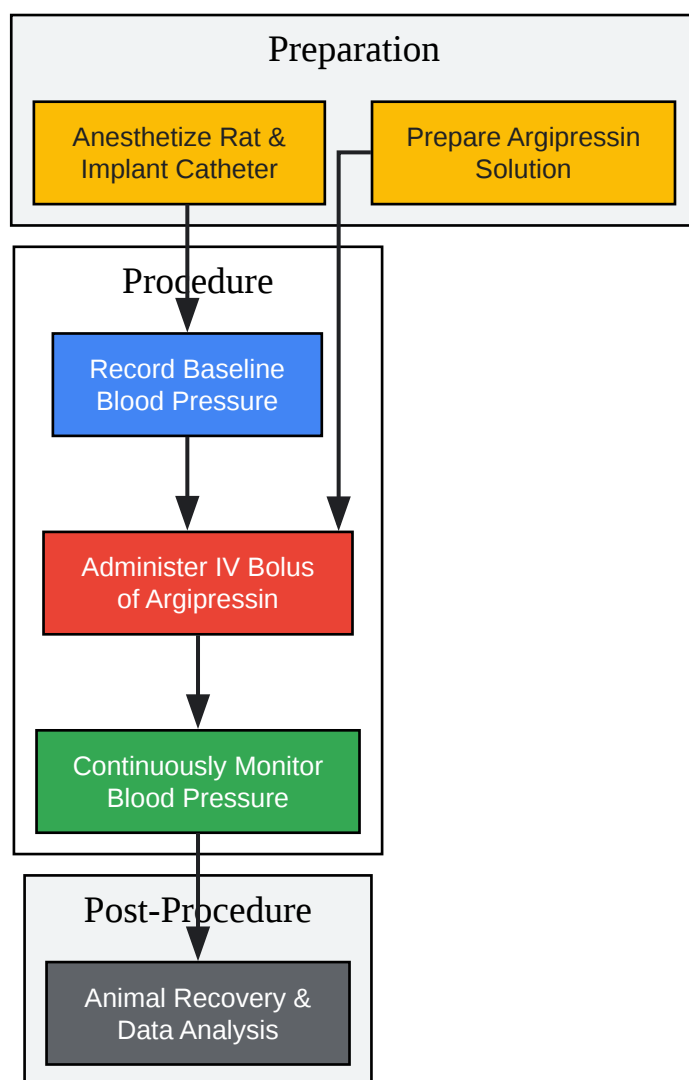 Preparation
Anesthetize Rat &
Implant Catheter
Prepare Argipressin
Solution
Procedure
Record Baseline
Blood Pressure
Administer IV Bolus
of Argipressin
Continuously Monitor
Blood Pressure
Post-Procedure
Animal Recovery &
Data Analysis